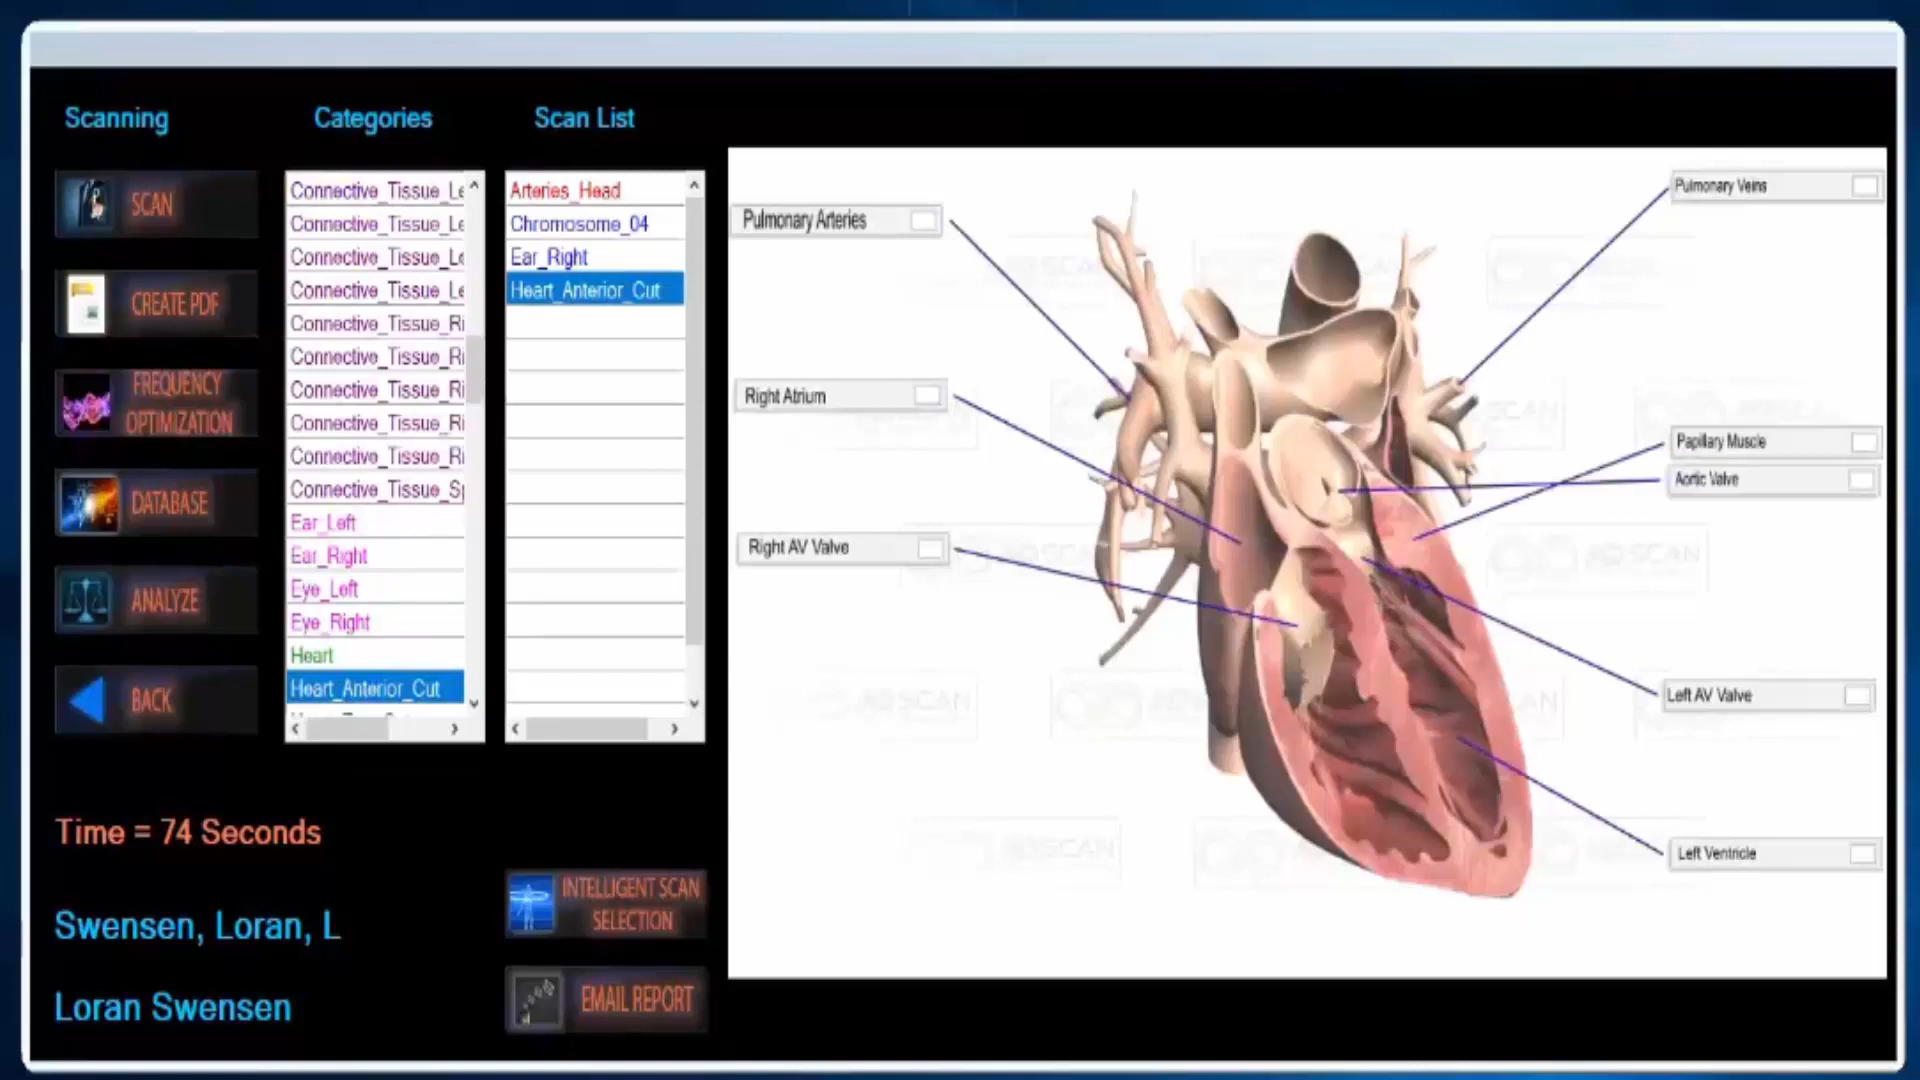 Scanning
Categories
Scan List
SCAN
CREATE PDF
FREQUENCY
OPTIMIZATION
DATABASE
ANALYZE
BACK
Connective_Tissue_Le
Connective_Tissue_Le
Connective_Tissue_Le
Connective_Tissue_Le
Connective_Tissue_Ri
Connective_Tissue_Ri
Connective_Tissue_Ri
Connective_Tissue_Ri
Connective_Tissue_Ri
Connective_Tissue_Sp
Ear_Left
Ear_Right
Eye_Left
Eye_Right
Heart
Heart_Anterior_Cut
Arteries_Head
Chromosome_04
Ear_Right
Heart_Anterior_Cut
Pulmonary Arteries
Right Atrium
Right AV Valve
Pulmonary Veins
Papillary Muscle
Aortic Valve
Left AV Valve
Left Ventricle
Time = 74 Seconds
Swensen, Loran, L
Loran Swensen
INTELLIGENT SCAN
SELECTION
EMAIL REPORT